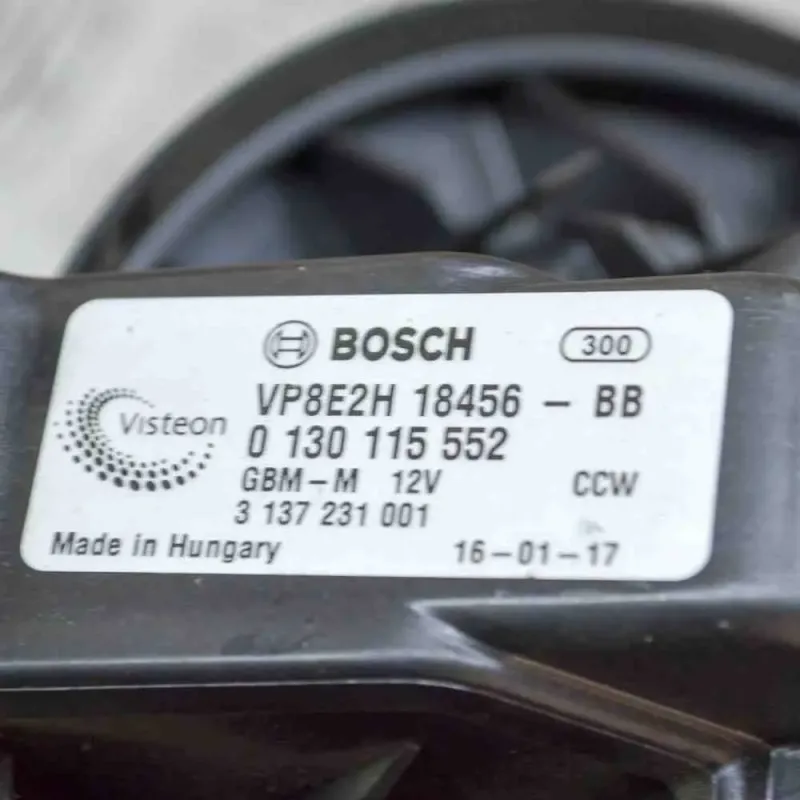 BOSCH 300
Visteon
VP8E2H 18456 - BB
0 130 115 552
GBM-M 12V CCW
3 137 231 001
Made in Hungary 16-01-17